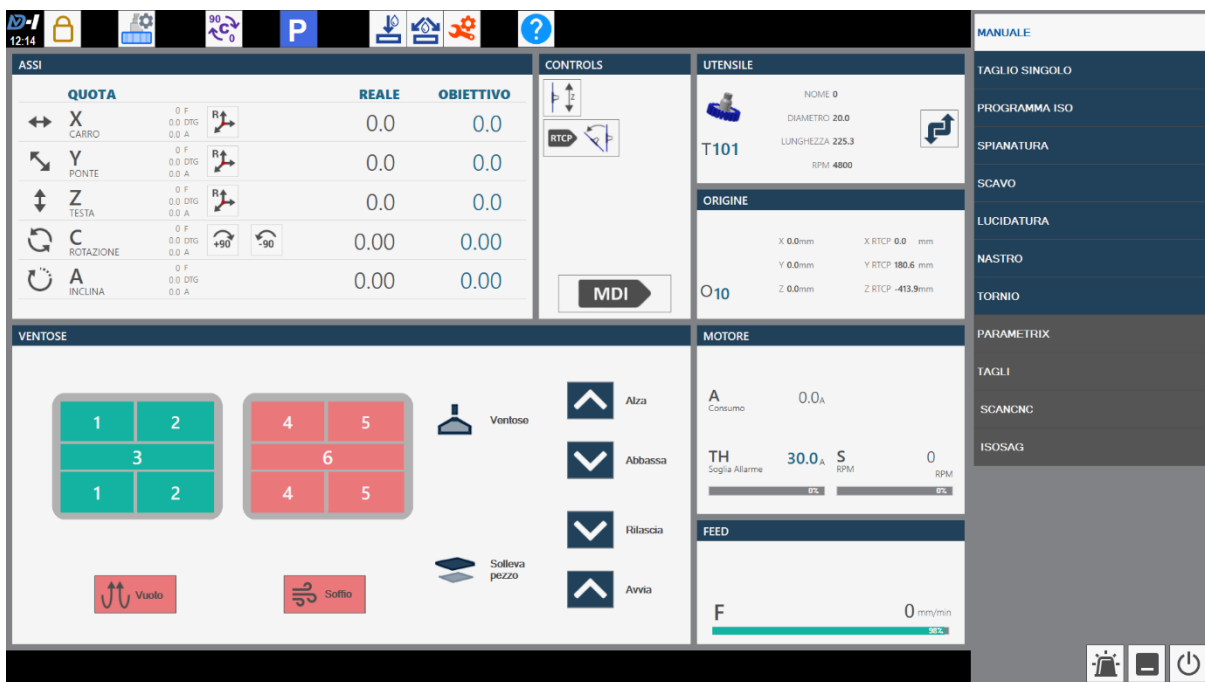 12:14
90 C 0
P
?
MANUALE
TAGLIO SINGOLO
PROGRAMMA ISO
SPIANATURA
SCAVO
LUCIDATURA
NASTRO
TORNIO
PARAMETRIX
TAGLI
SCANCNC
ISOSAG
ASSI
QUOTA REALE OBIETTIVO
X CARRO 0 F 0.0 DTG 0.0 A R 0.0 0.0
Y PONTE 0 F 0.0 DTG 0.0 A R 0.0 0.0
Z TESTA 0 F 0.0 DTG 0.0 A R 0.0 0.0
C ROTAZIONE 0 F 0.0 DTG 0.0 A +90 -90 0.00 0.00
A INCLINA 0 F 0.0 DTG 0.0 A 0.00 0.00
CONTROLS
Z
RTCP
MDI
UTENSILE
T101
NOME 0
DIAMETRO 20.0
LUNGHEZZA 225.3
RPM 4800
ORIGINE
O10
X 0.0mm X RTCP 0.0 mm
Y 0.0mm Y RTCP 180.6 mm
Z 0.0mm Z RTCP -413.9mm
VENTOSE
1 2 4 5
3 6
1 2 4 5
Vuoto
Soffio
Ventose
Alza
Abbassa
Solleva
pezzo
Rilascia
Avvia
MOTORE
A 0.0A
Consumo
TH 30.0A S 0
Soglia Allarme RPM RPM
0% 0%
FEED
F 0 mm/min
98%